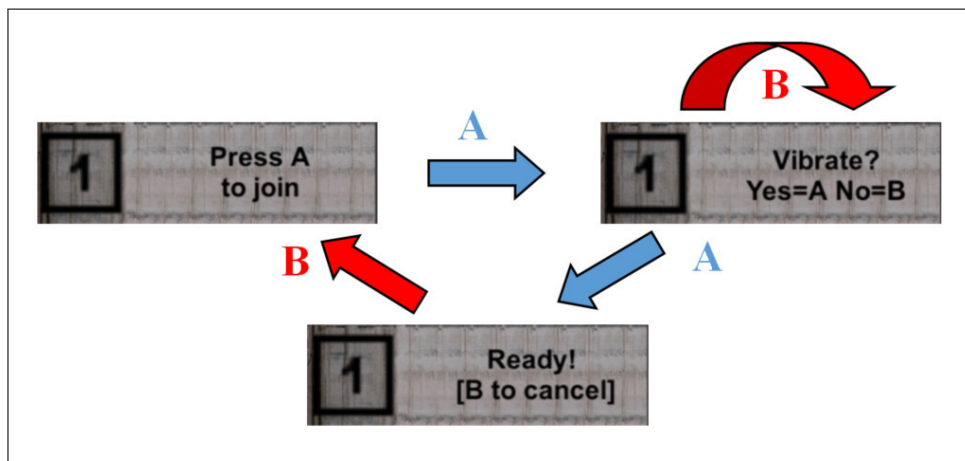 B
A
1
Press A
to join
1
Vibrate?
Yes=A No=B
B
A
1
Ready!
[B to cancel]